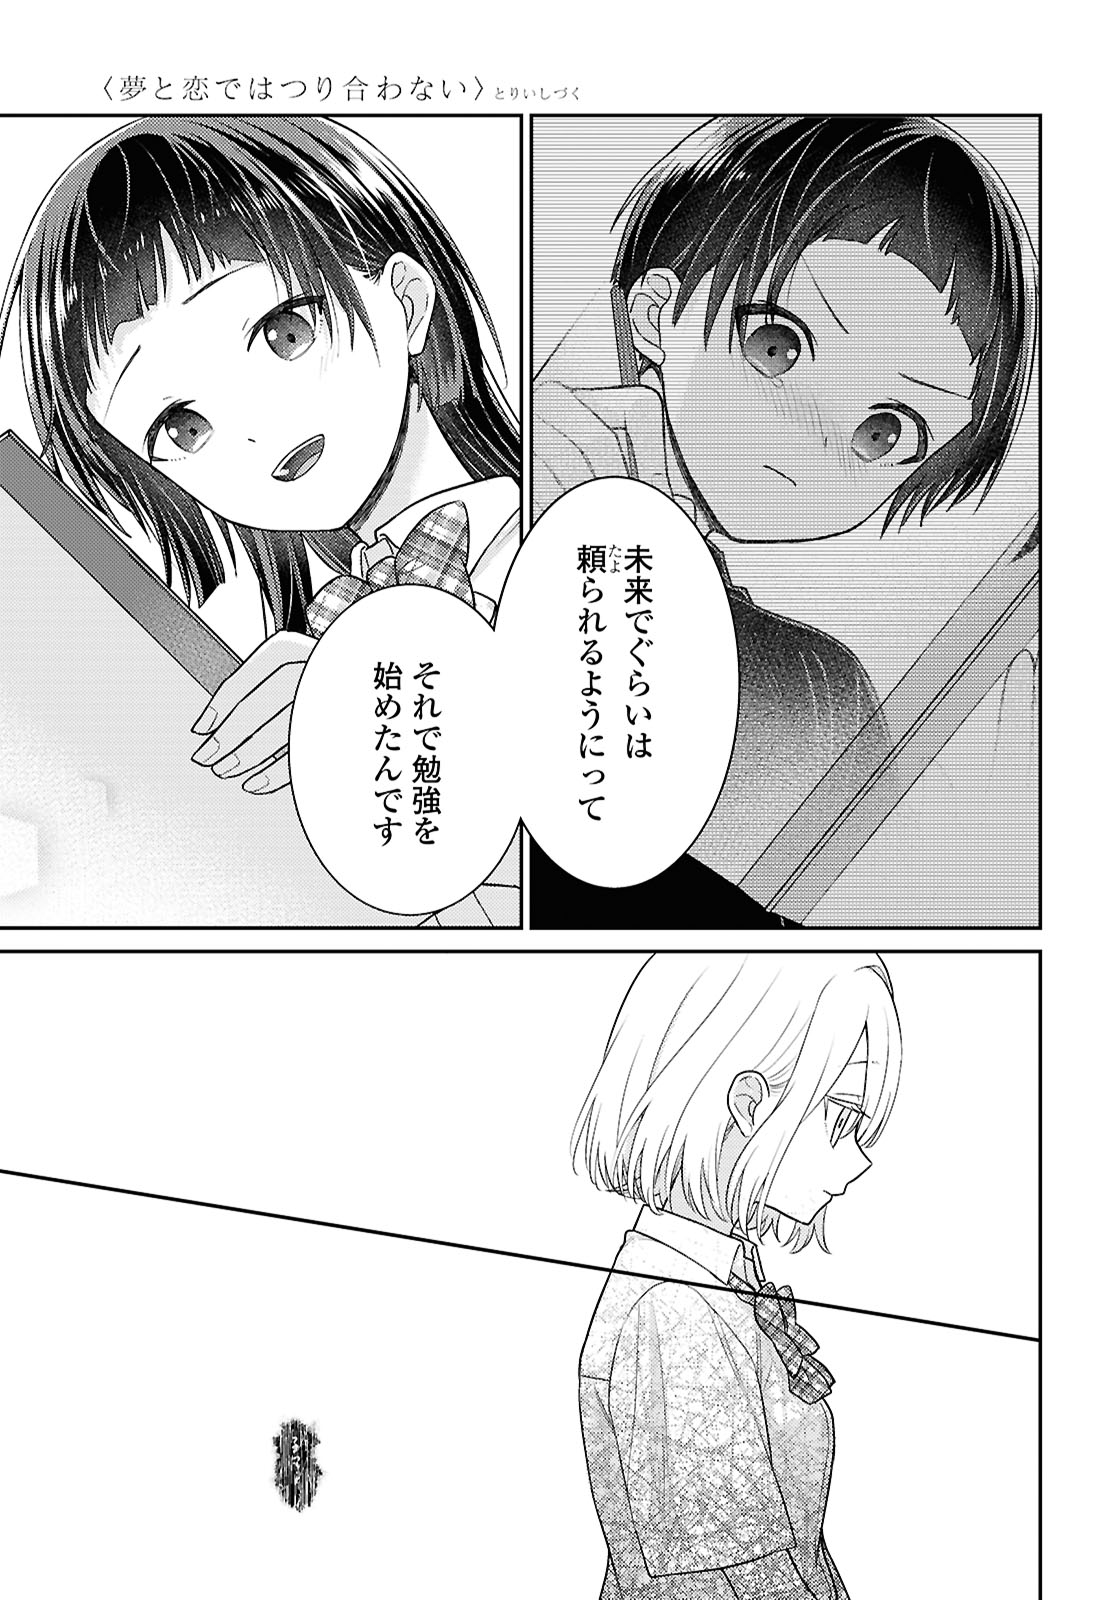 〈夢と恋ではつり合わない〉とりいしづく
未来でぐらいは
頼られるようにって
それで勉強を
始めたんです